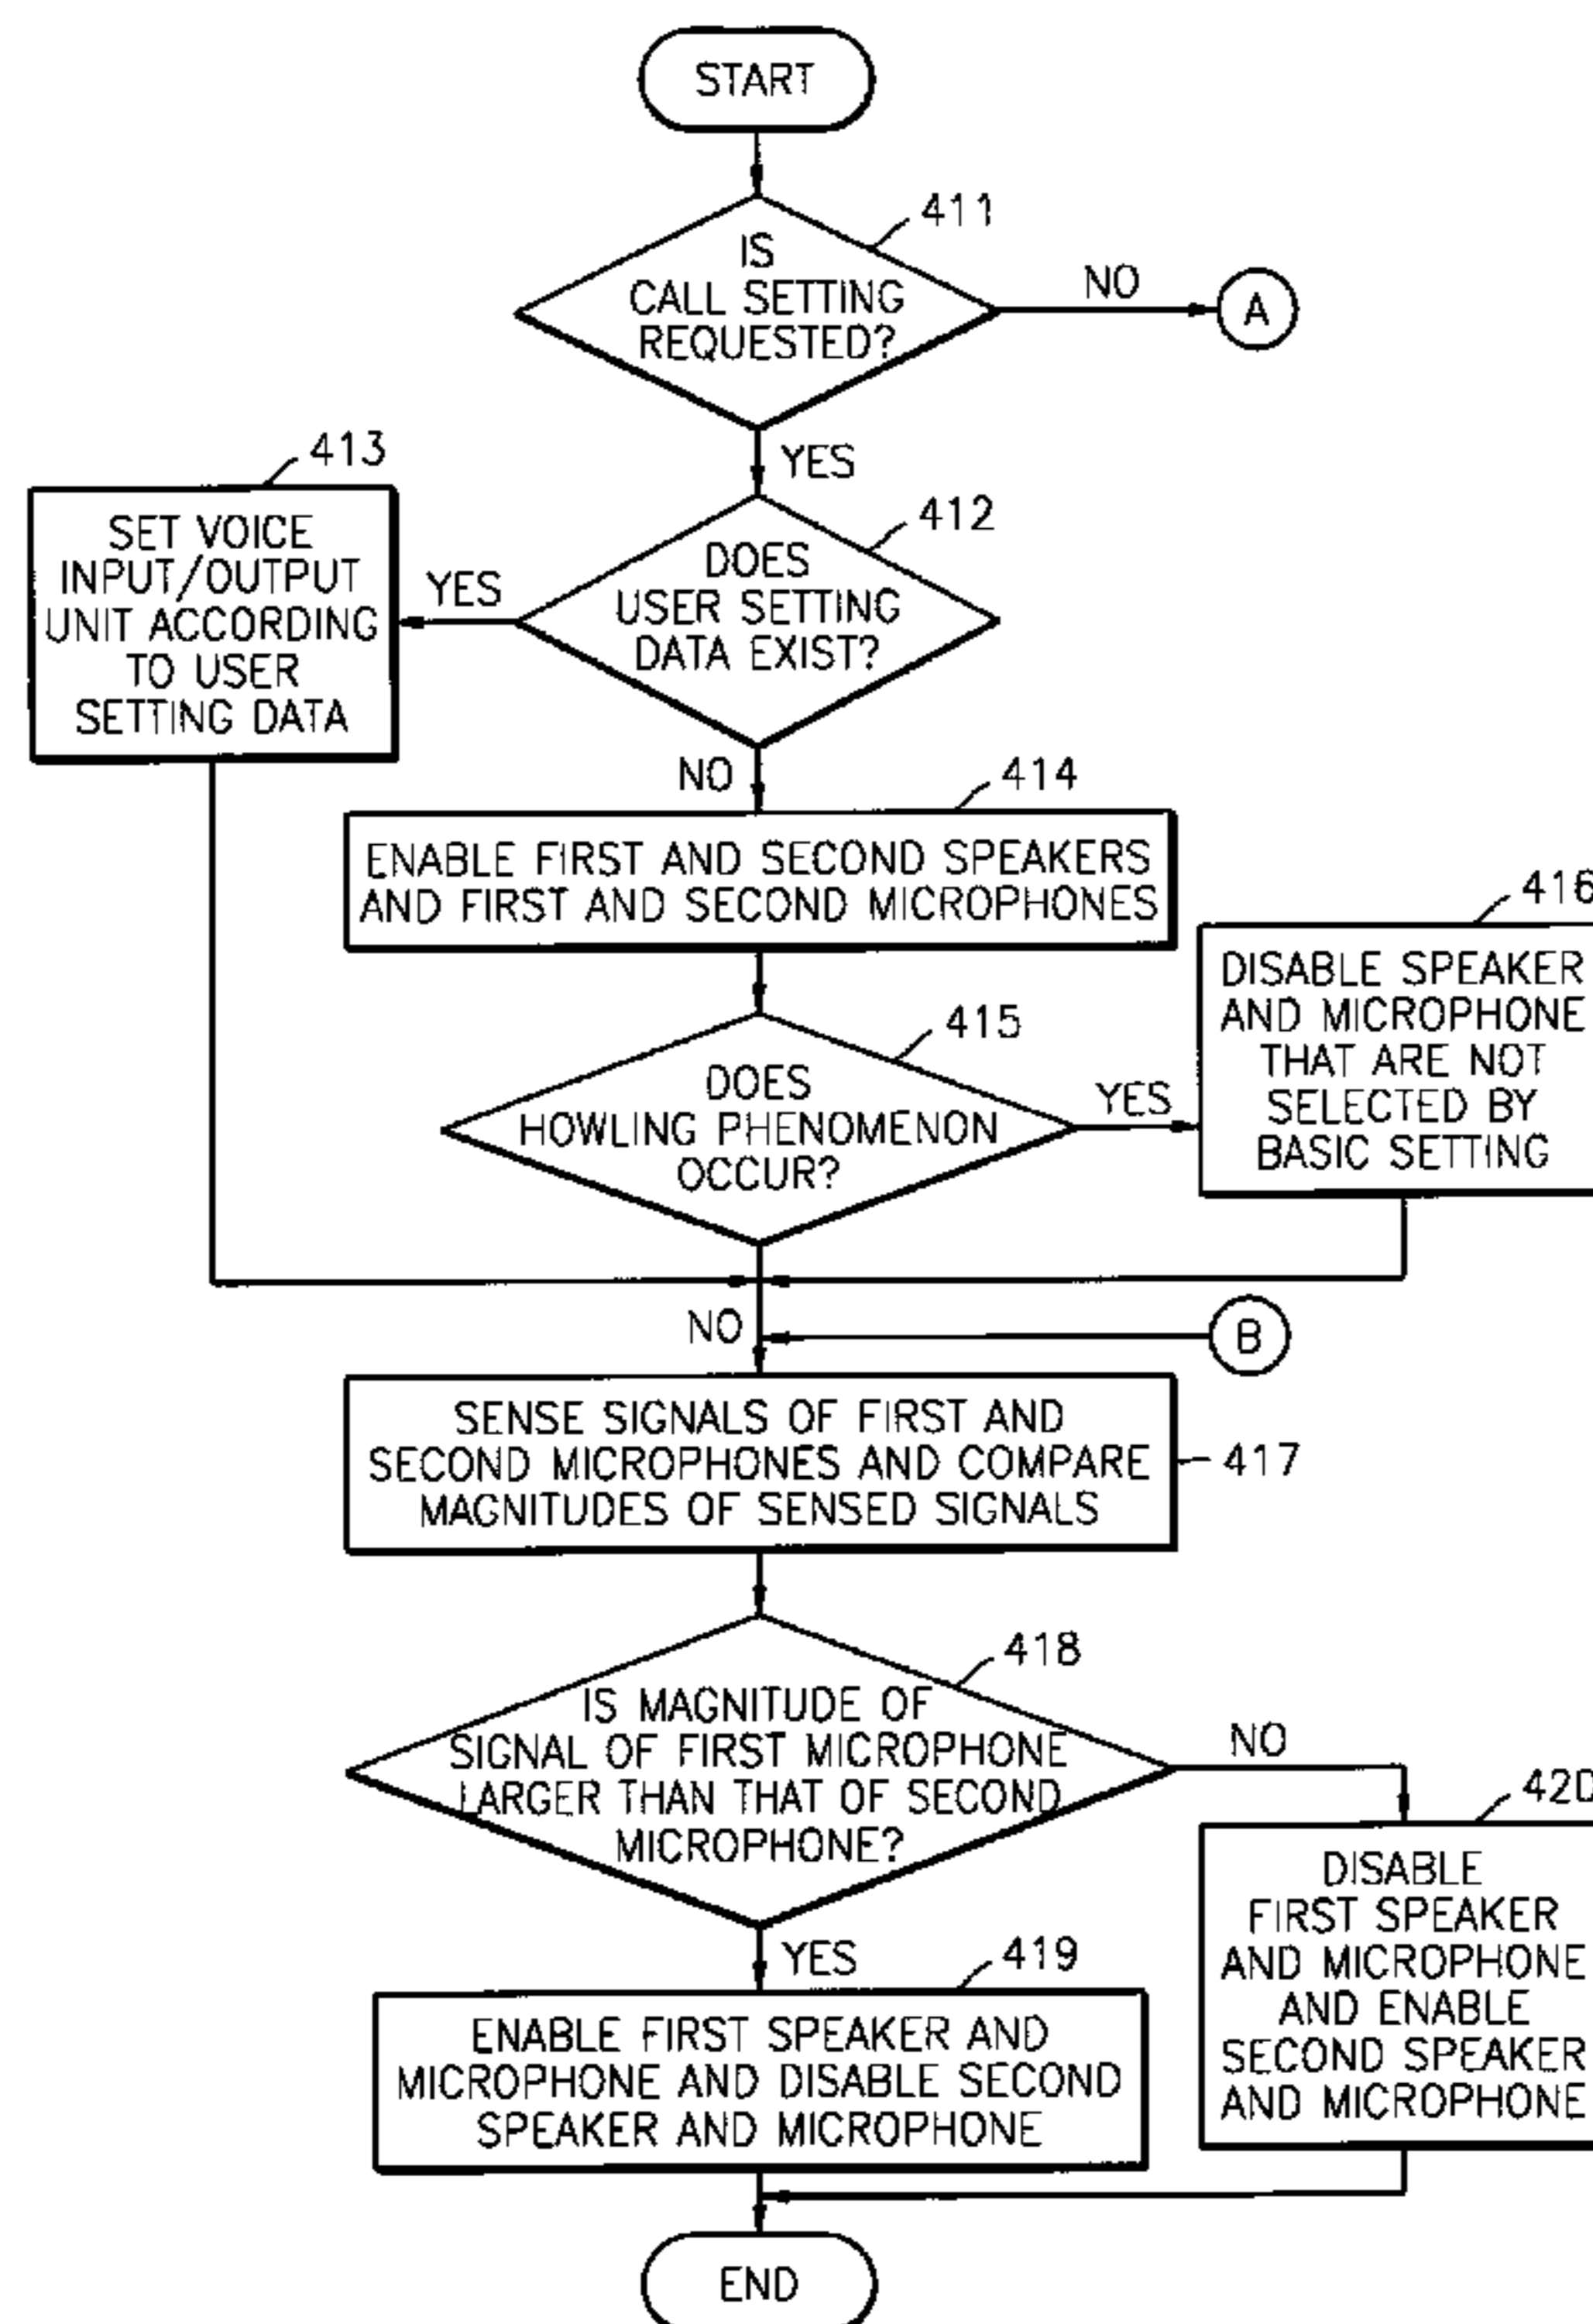 START
411
IS
CALL SETTING
REQUESTED?
NO
A
YES
413
SET VOICE
INPUT/OUTPUT
UNIT ACCORDING
TO USER
SETTING DATA
YES
412
DOES
USER SETTING
DATA EXIST?
NO
414
ENABLE FIRST AND SECOND SPEAKERS
AND FIRST AND SECOND MICROPHONES
416
DISABLE SPEAKER
AND MICROPHONE
THAT ARE NOT
SELECTED BY
BASIC SETTING
415
DOES
HOWLING PHENOMENON
OCCUR?
YES
NO
B
SENSE SIGNALS OF FIRST AND
SECOND MICROPHONES AND COMPARE
MAGNITUDES OF SENSED SIGNALS
417
418
IS MAGNITUDE OF
SIGNAL OF FIRST MICROPHONE
LARGER THAN THAT OF SECOND
MICROPHONE?
NO
420
DISABLE
FIRST SPEAKER
AND MICROPHONE
AND ENABLE
SECOND SPEAKER
AND MICROPHONE
YES
419
ENABLE FIRST SPEAKER AND
MICROPHONE AND DISABLE SECOND
SPEAKER AND MICROPHONE
END